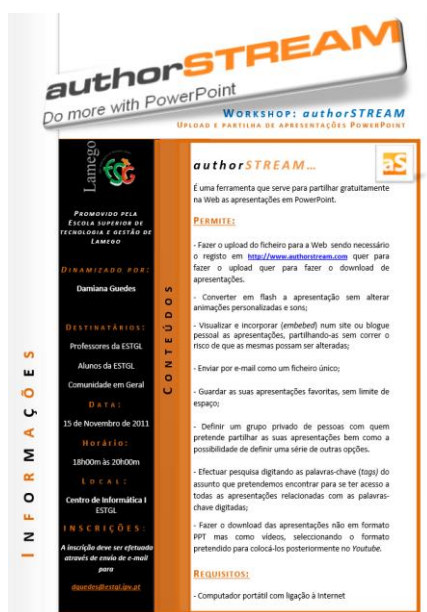 authorSTREAM
Do more with PowerPoint
WORKSHOP: authorSTREAM
UPLOAD E PARTILHA DE APRESENTAÇÕES POWERPOINT
INFORMAÇÕES
Lamego
ESTG
PROMOVIDO PELA
ESCOLA SUPERIOR DE
TECNOLOGIA E GESTÃO DE
LAMEGO
DINAMIZADO POR:
Damiana Guedes
DESTINATÁRIOS:
Professores da ESTGL
Alunos da ESTGL
Comunidade em Geral
DATA:
15 de Novembro de 2011
Horário:
18h00m às 20h00m
LOCAL:
Centro de Informática I
ESTGL
INSCRIÇÕES:
A inscrição deve ser efetuada
através de envio de e-mail
para
dguedes@estgl.ipv.pt
CONTEÚDOS
authorSTREAM…
aS
É uma ferramenta que serve para partilhar gratuitamente
na Web as apresentações em PowerPoint.
PERMITE:
- Fazer o upload do ficheiro para a Web sendo necessário
o registo em http://www.authorstream.com quer para
fazer o upload quer para fazer o download de
apresentações.
- Converter em flash a apresentação sem alterar
animações personalizadas e sons;
- Visualizar e incorporar (embebed) num site ou blogue
pessoal as apresentações, partilhando-as sem correr o
risco de que as mesmas possam ser alteradas;
- Enviar por e-mail como um ficheiro único;
- Guardar as suas apresentações favoritas, sem limite de
espaço;
- Definir um grupo privado de pessoas com quem
pretende partilhar as suas apresentações bem como a
possibilidade de definir uma série de outras opções.
- Efectuar pesquisa digitando as palavras-chave (tags) do
assunto que pretendemos encontrar para se ter acesso a
todas as apresentações relacionadas com as palavras-
chave digitadas;
- Fazer o download das apresentações não em formato
PPT mas como vídeos, seleccionando o formato
pretendido para colocá-los posteriormente no Youtube.
REQUISITOS:
- Computador portátil com ligação à Internet